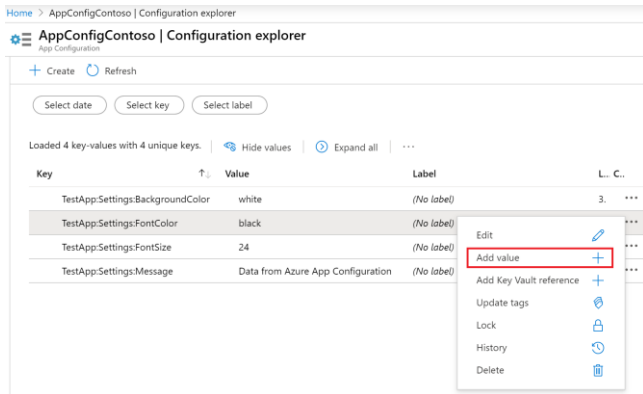 Home > AppConfigContoso | Configuration explorer
AppConfigContoso | Configuration explorer
App Configuration
Create Refresh
Select date Select key Select label
Loaded 4 key-values with 4 unique keys. Hide values Expand all ...
Key Value Label L.. C..
TestApp:Settings:BackgroundColor white (No label) 3. ...
TestApp:Settings:FontColor black (No label) ...
TestApp:Settings:FontSize 24 (No label) ...
TestApp:Settings:Message Data from Azure App Configuration (No label) ...
Edit
Add value
Add Key Vault reference
Update tags
Lock
History
Delete